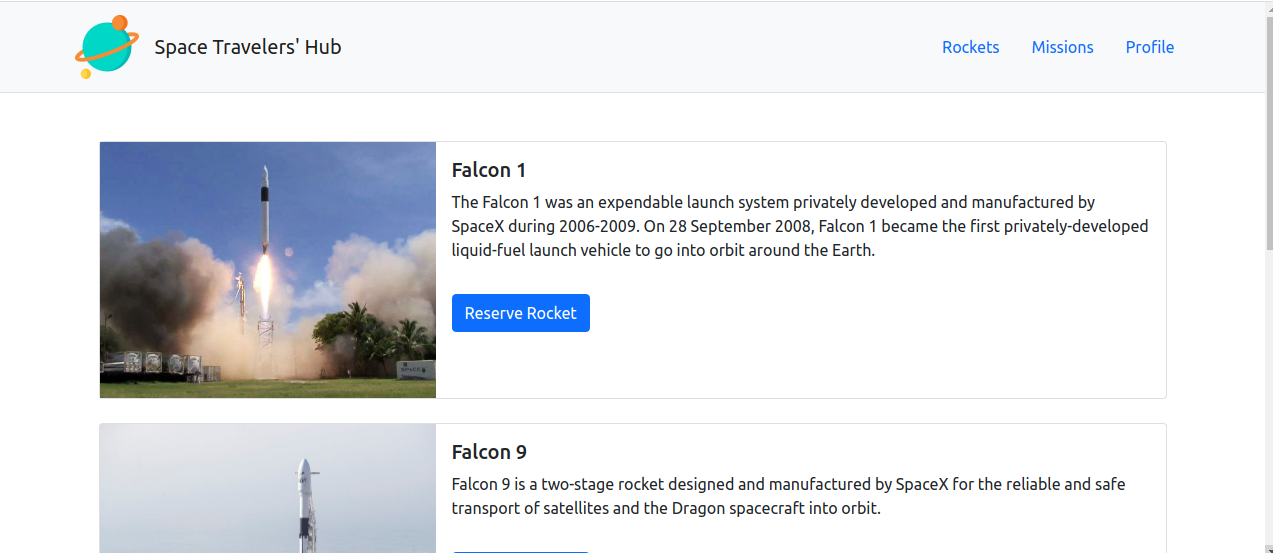 Space Travelers' Hub
Rockets
Missions
Profile
Falcon 1
The Falcon 1 was an expendable launch system privately developed and manufactured by
SpaceX during 2006-2009. On 28 September 2008, Falcon 1 became the first privately-developed
liquid-fuel launch vehicle to go into orbit around the Earth.
Reserve Rocket
Falcon 9
Falcon 9 is a two-stage rocket designed and manufactured by SpaceX for the reliable and safe
transport of satellites and the Dragon spacecraft into orbit.